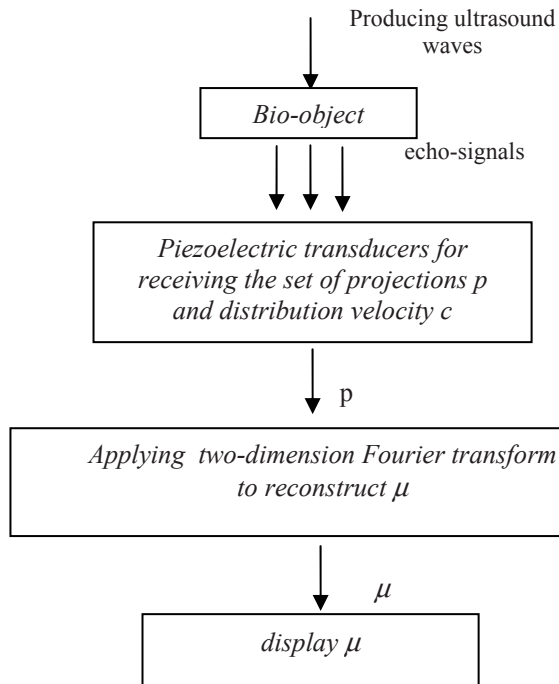 Producing ultrasound
waves
Bio-object
echo-signals
Piezoelectric transducers for
receiving the set of projections p
and distribution velocity c
p
Applying two-dimension Fourier transform
to reconstruct μ
μ
display μ